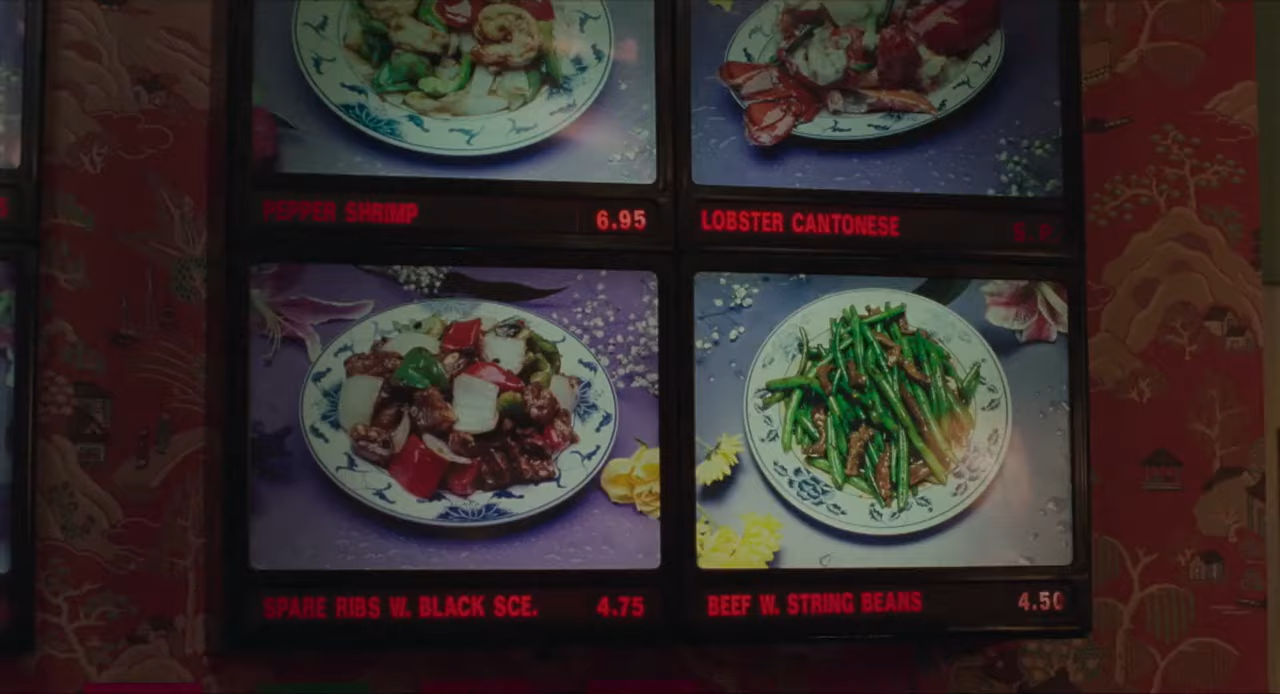 PEPPER SHRIMP 6.95
LOBSTER CANTONESE S.P.
SPARE RIBS W. BLACK SCE. 4.75
BEEF W. STRING BEANS 4.50